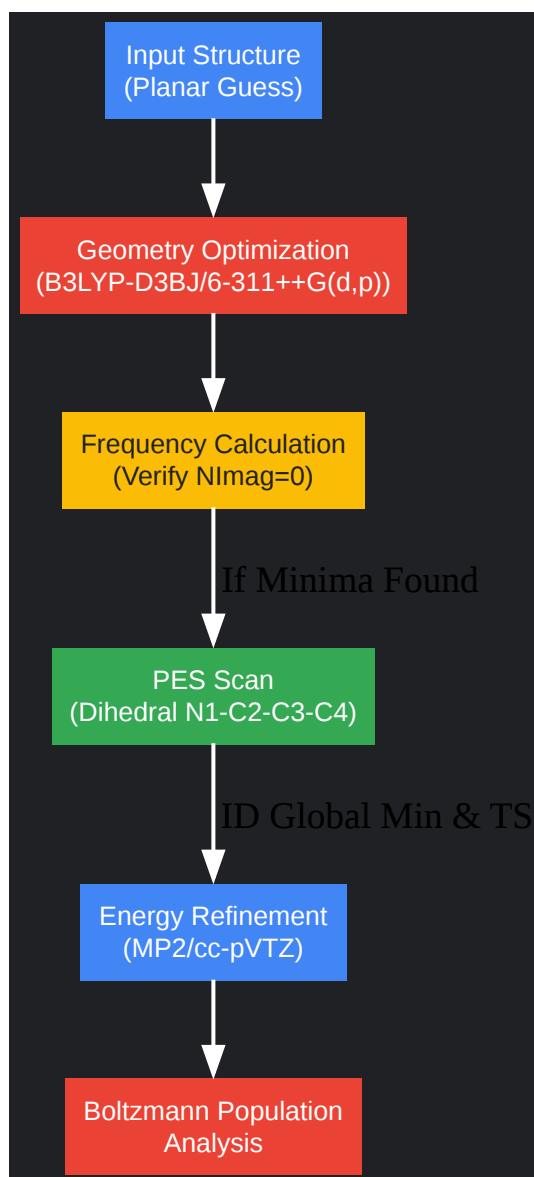 Input Structure
(Planar Guess)
Geometry Optimization
(B3LYP-D3BJ/6-311++G(d,p))
Frequency Calculation
(Verify NImag=0)
If Minima Found
PES Scan
(Dihedral N1-C2-C3-C4)
ID Global Min & TS
Energy Refinement
(MP2/cc-pVTZ)
Boltzmann Population
Analysis